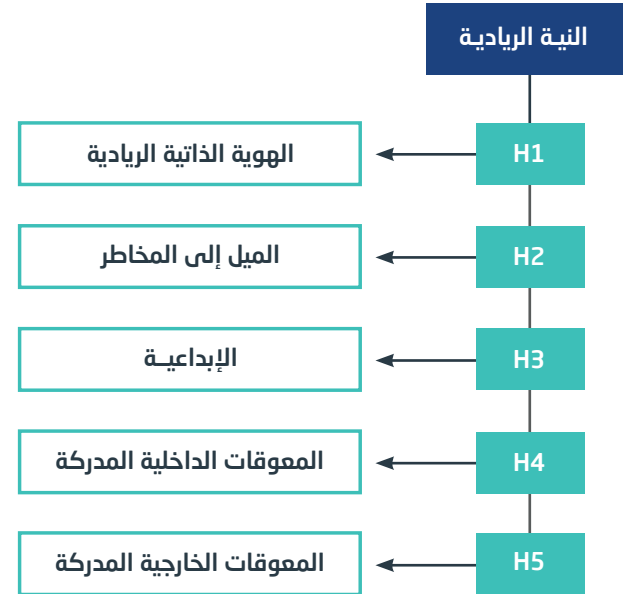 النية الريادية
H1
الهوية الذاتية الريادية
H2
الميل إلى المخاطر
H3
الإبداعيــة
H4
المعوقات الداخلية المدركة
H5
المعوقات الخارجية المدركة